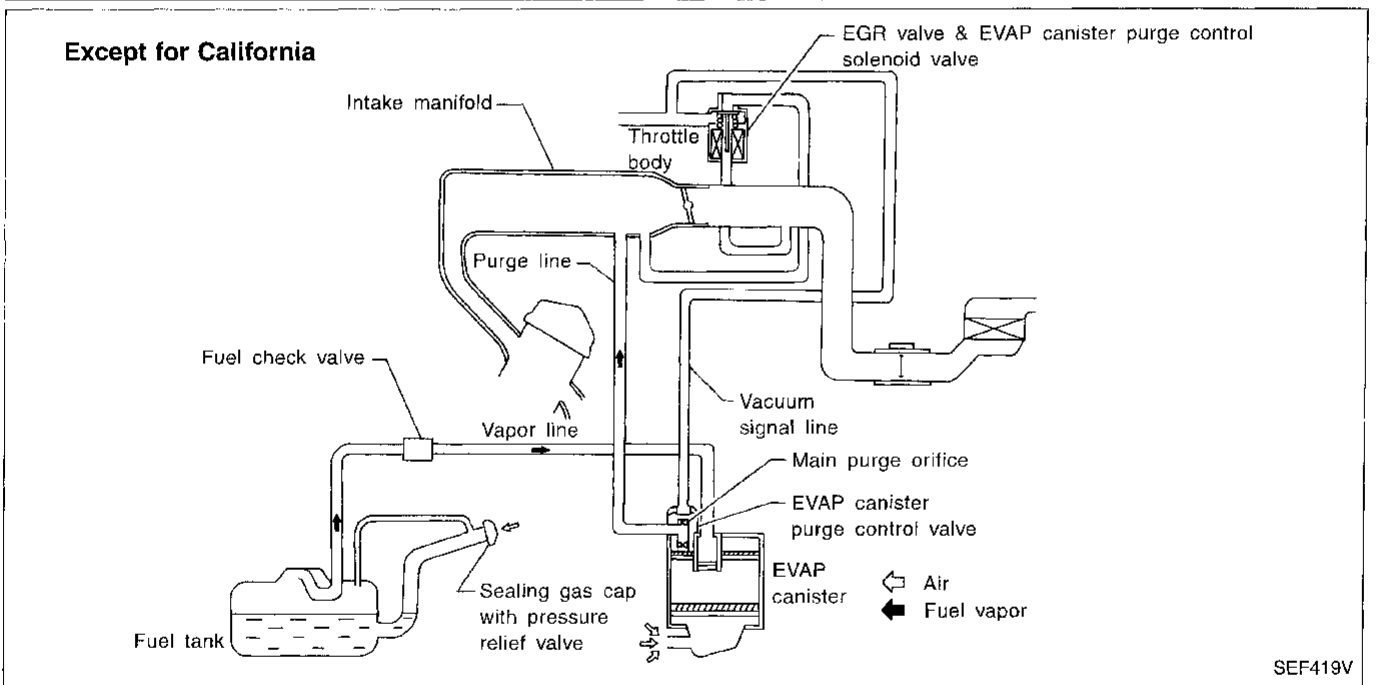 Except for California
EGR valve & EVAP canister purge control
solenoid valve
Intake manifold
Throttle
body
Purge line
Fuel check valve
Vapor line
Vacuum
signal line
Main purge orifice
EVAP canister
purge control valve
EVAP
canister
Air
Fuel vapor
Sealing gas cap
with pressure
relief valve
Fuel tank
SEF419V